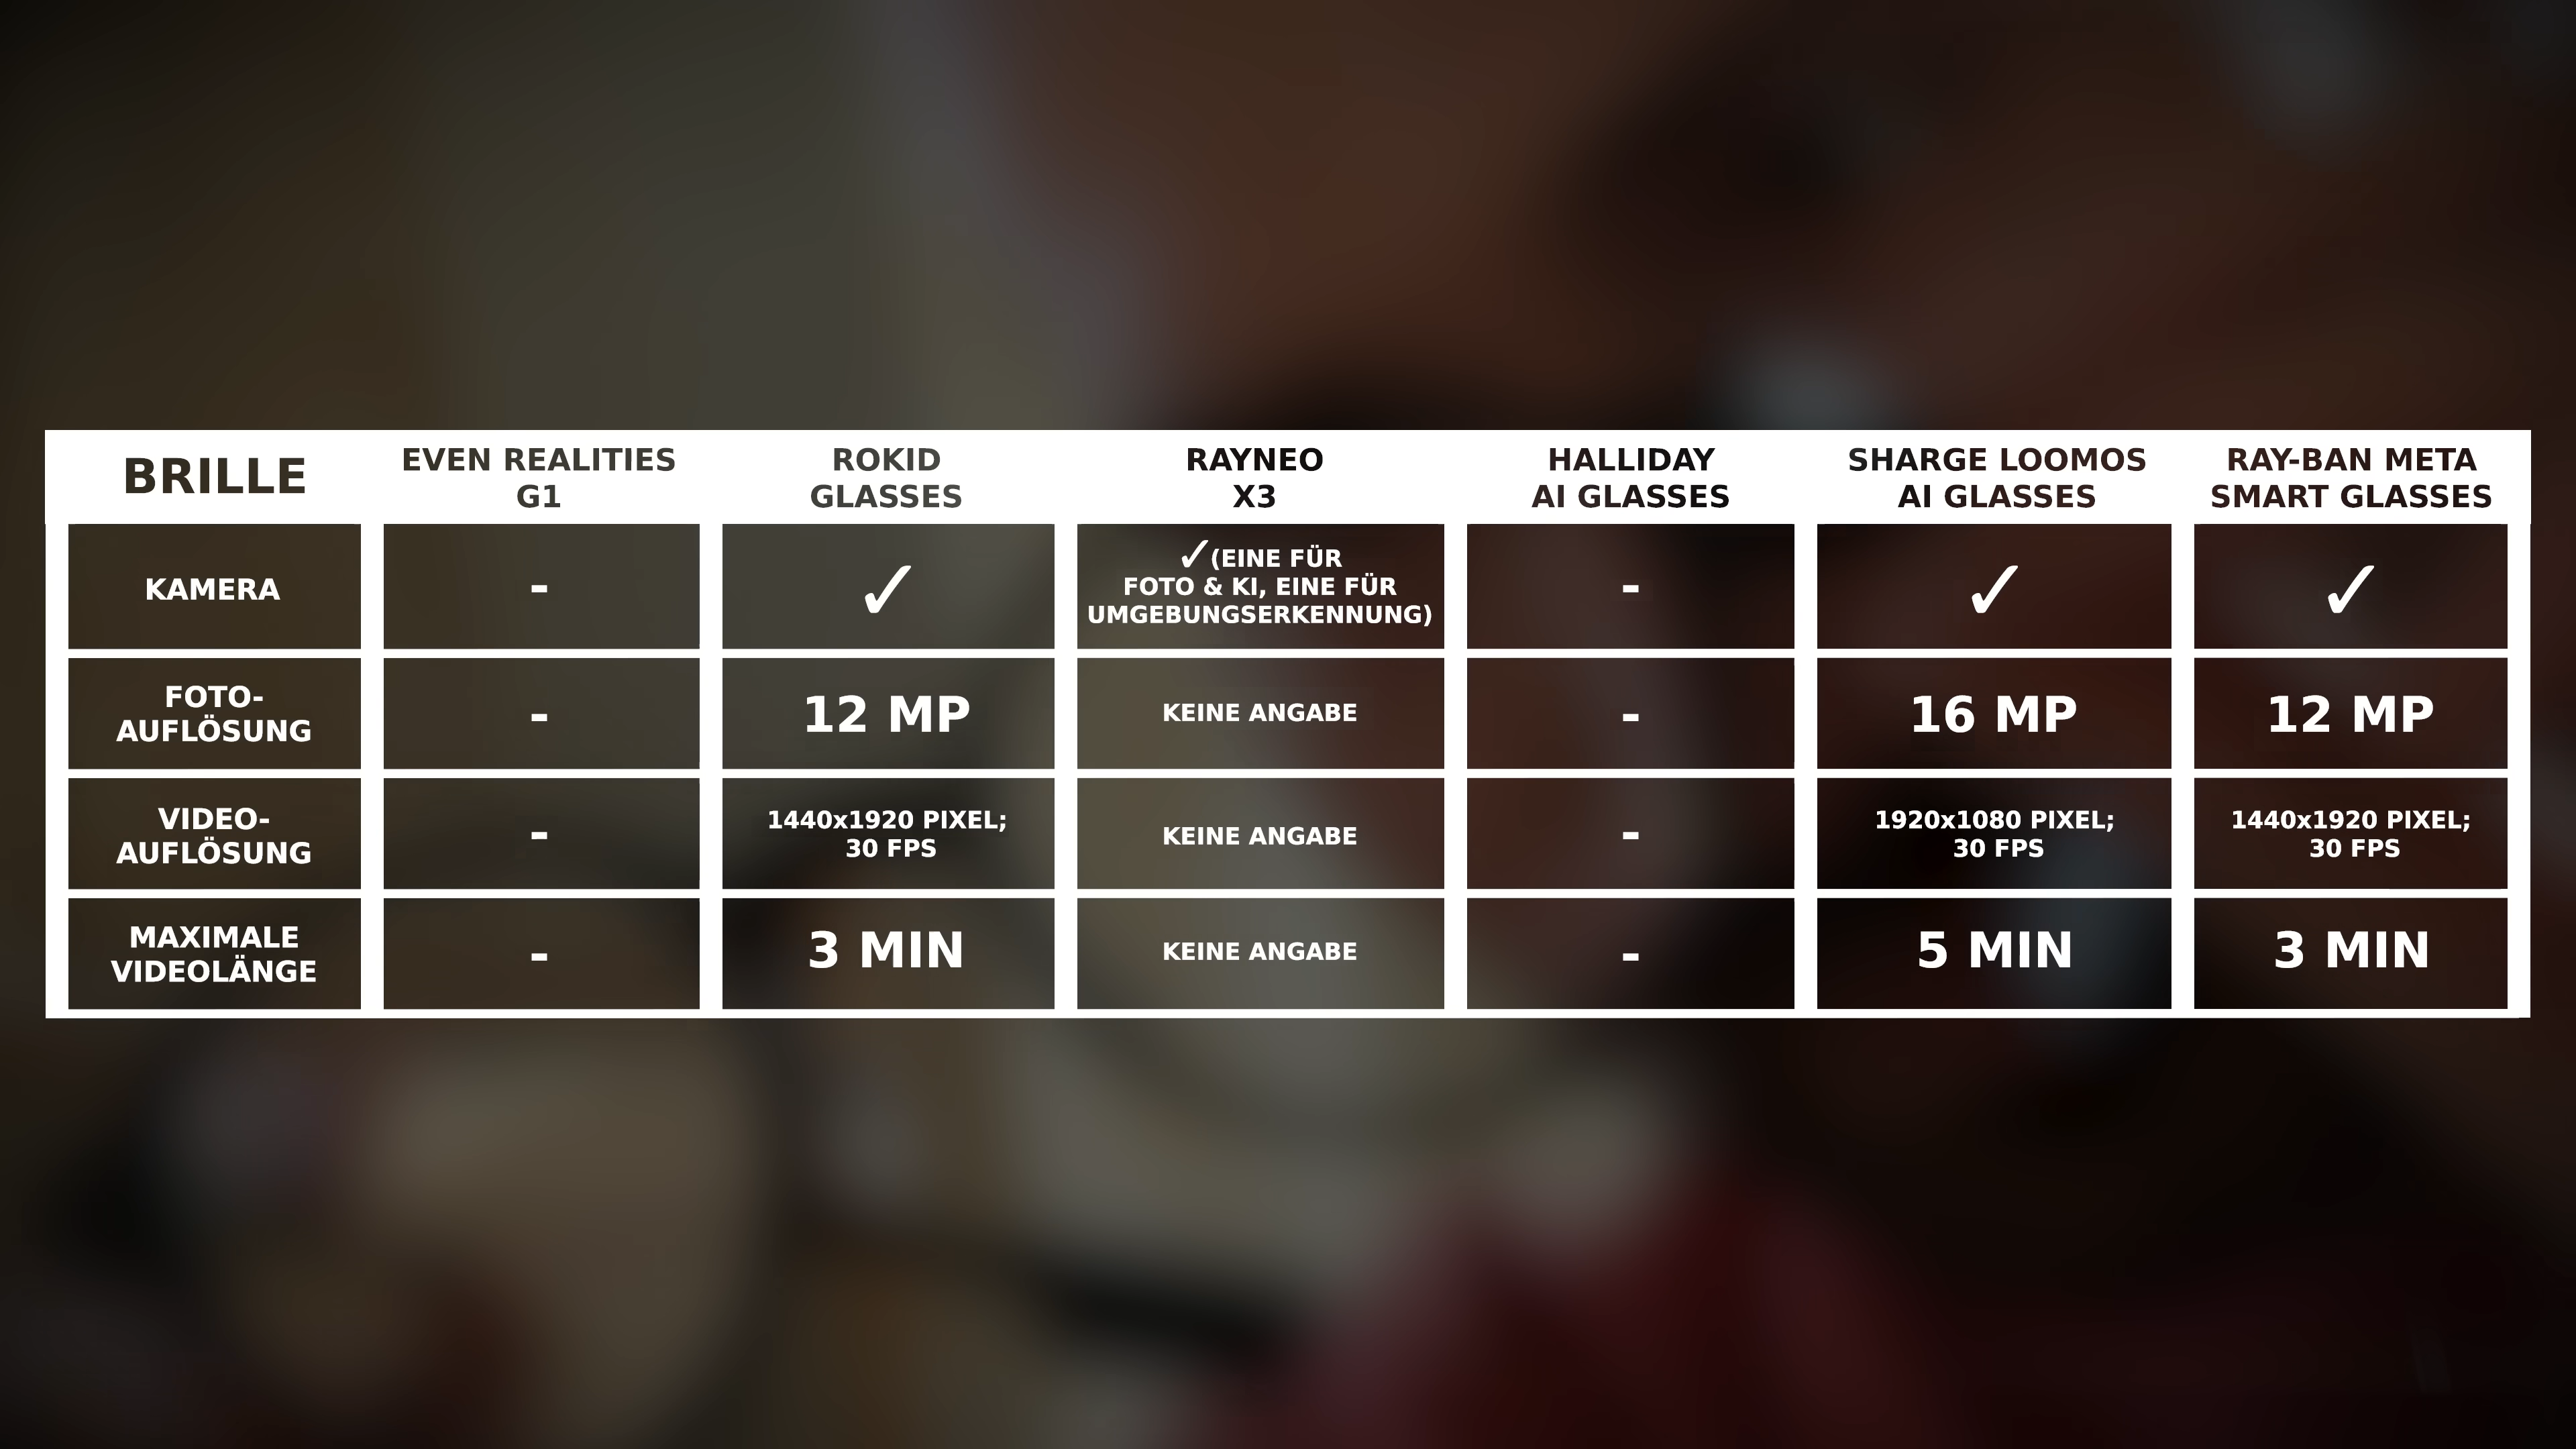 BRILLE EVEN REALITIES G1 ROKID GLASSES RAYNEO X3 HALLIDAY AI GLASSES SHARGE LOOMOS AI GLASSES RAY-BAN META SMART GLASSES
KAMERA - ✓ ✓(EINE FÜR FOTO & KI, EINE FÜR UMGEBUNGSERKENNUNG) - ✓ ✓
FOTO-AUFLÖSUNG - 12 MP KEINE ANGABE - 16 MP 12 MP
VIDEO-AUFLÖSUNG - 1440x1920 PIXEL; 30 FPS KEINE ANGABE - 1920x1080 PIXEL; 30 FPS 1440x1920 PIXEL; 30 FPS
MAXIMALE VIDEOLÄNGE - 3 MIN KEINE ANGABE - 5 MIN 3 MIN